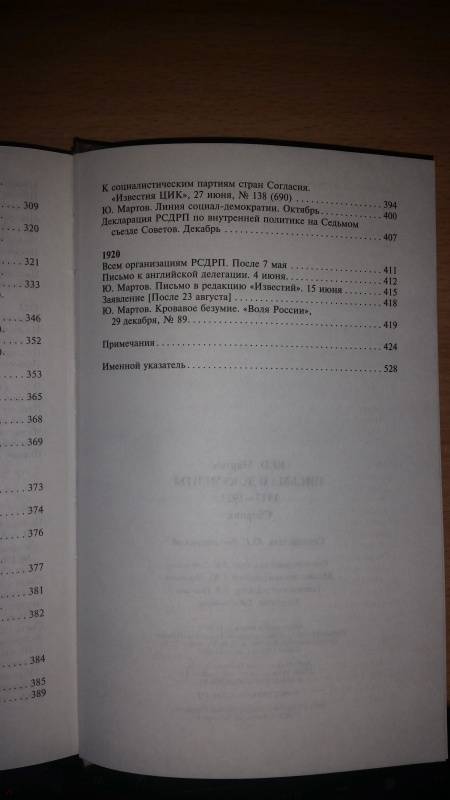 309
320
321
333
346
352
353
365
368
369
373
374
376
377
381
382
384
385
389
К социалистическим партиям стран Согласия.
«Известия ЦИК», 27 июня, № 138 (690) 394
Ю. Мартов. Линия социал-демократии. Октябрь 400
Декларация РСДРП по внутренней политике на Седьмом
съезде Советов. Декабрь 407
1920
Всем организациям РСДРП. После 7 мая 411
Письмо к английской делегации. 4 июня. 412
Ю. Мартов. Письмо в редакцию «Известий». 15 июня 415
Заявление [После 23 августа] 418
Ю. Мартов. Кровавое безумие. «Воля России»,
29 декабря, № 89. 419
Примечания 424
Именной указатель 528